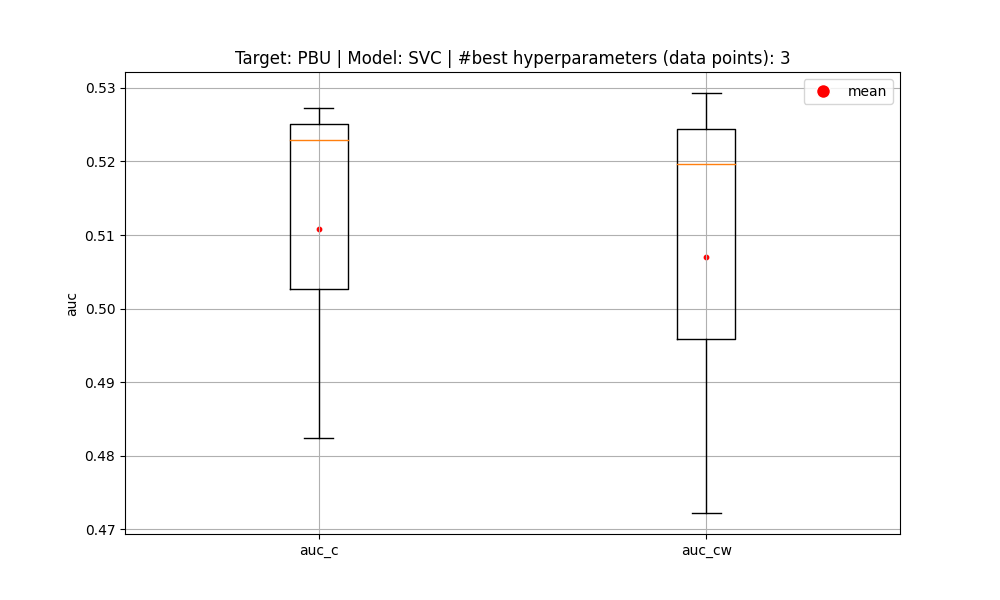 Target: PBU | Model: SVC | #best hyperparameters (data points): 3
mean
0.53
0.52
0.51
0.50
0.49
0.48
0.47
auc
auc_c
auc_cw